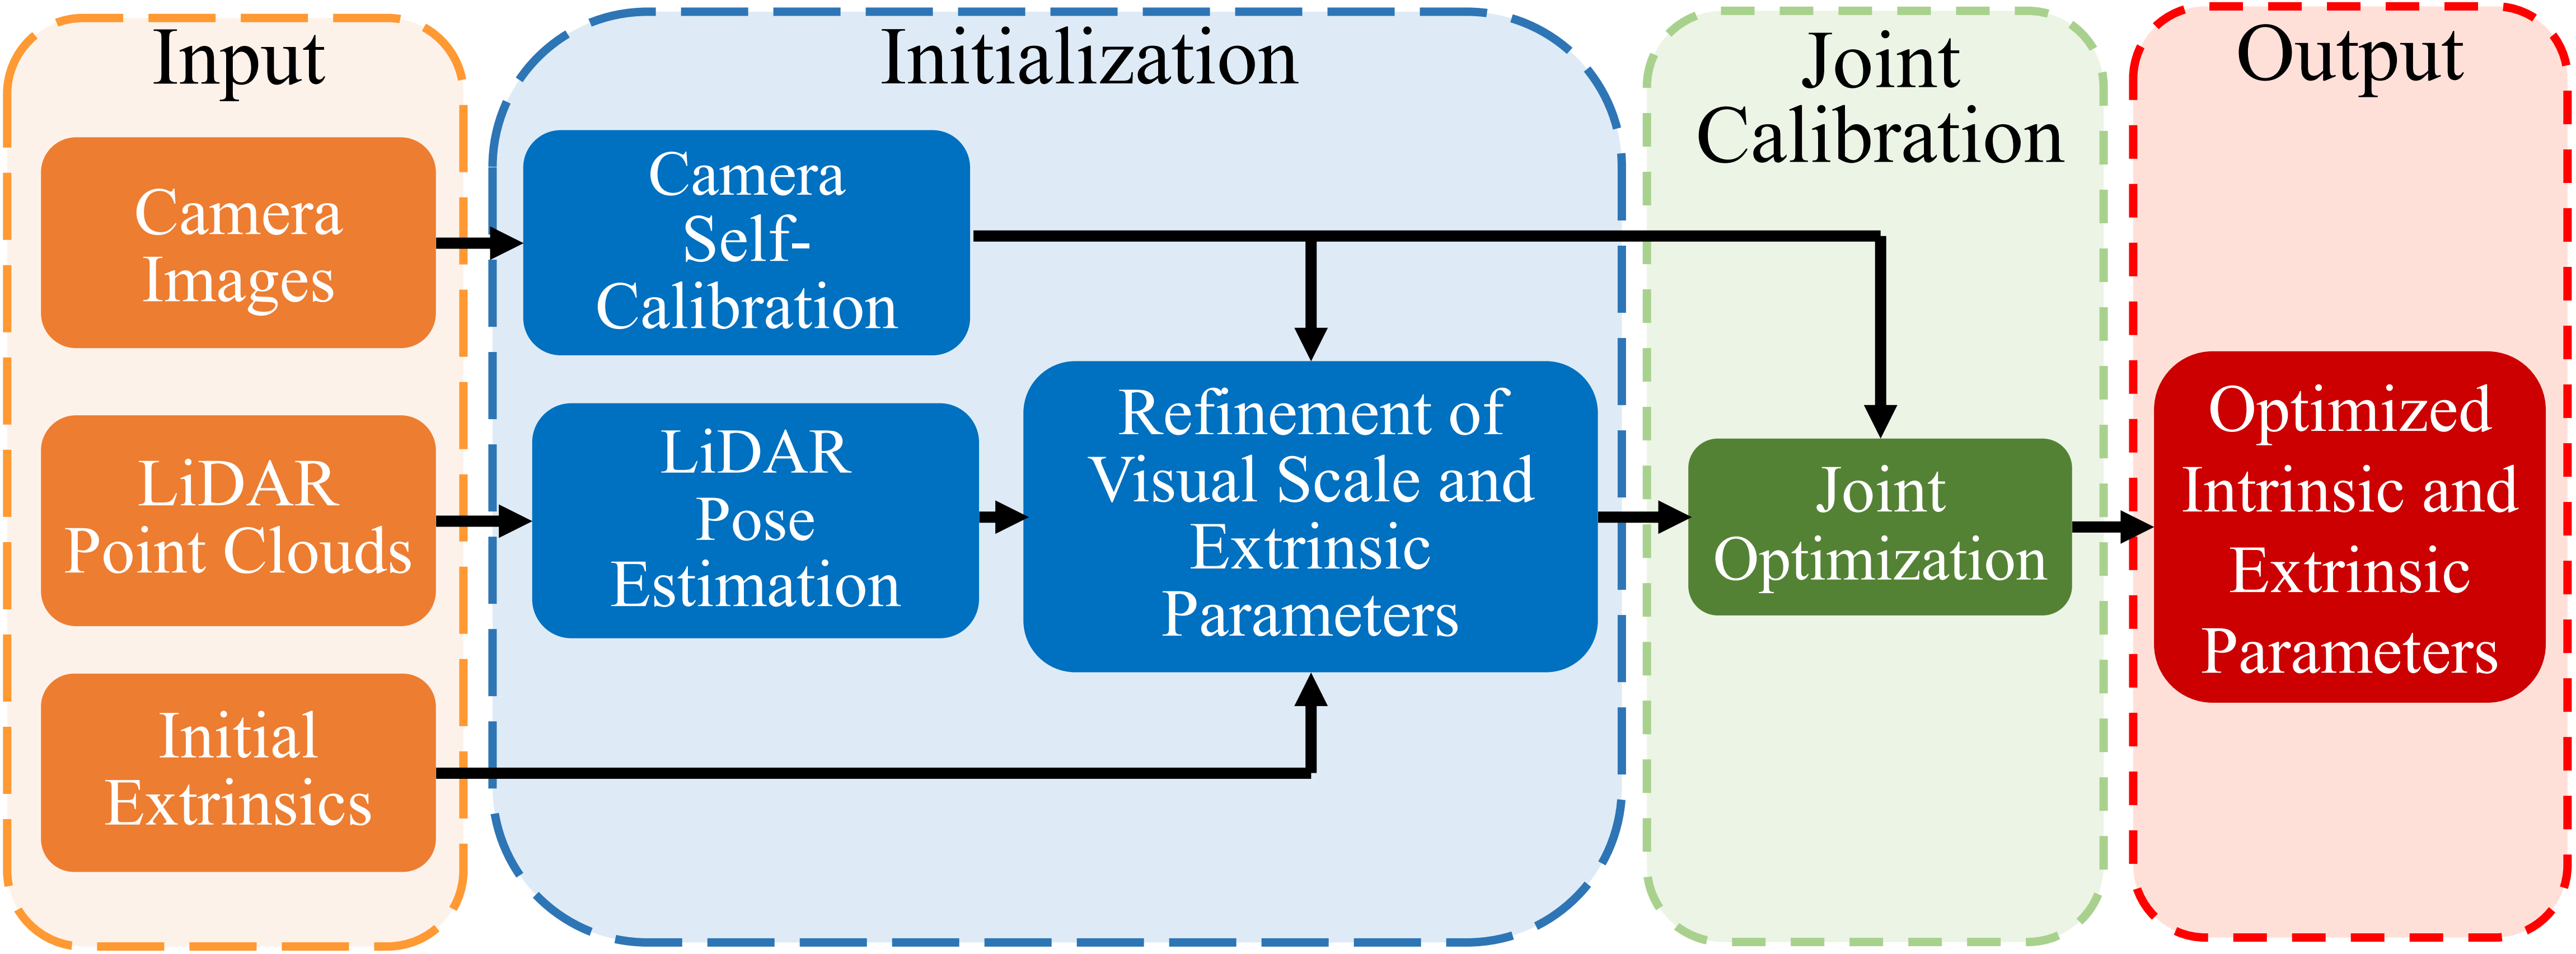 Input
Camera
Images
LiDAR
Point Clouds
Initial
Extrinsics
Initialization
Camera
Self-
Calibration
LiDAR
Pose
Estimation
Refinement of
Visual Scale and
Extrinsic
Parameters
Joint
Calibration
Joint
Optimization
Output
Optimized
Intrinsic and
Extrinsic
Parameters